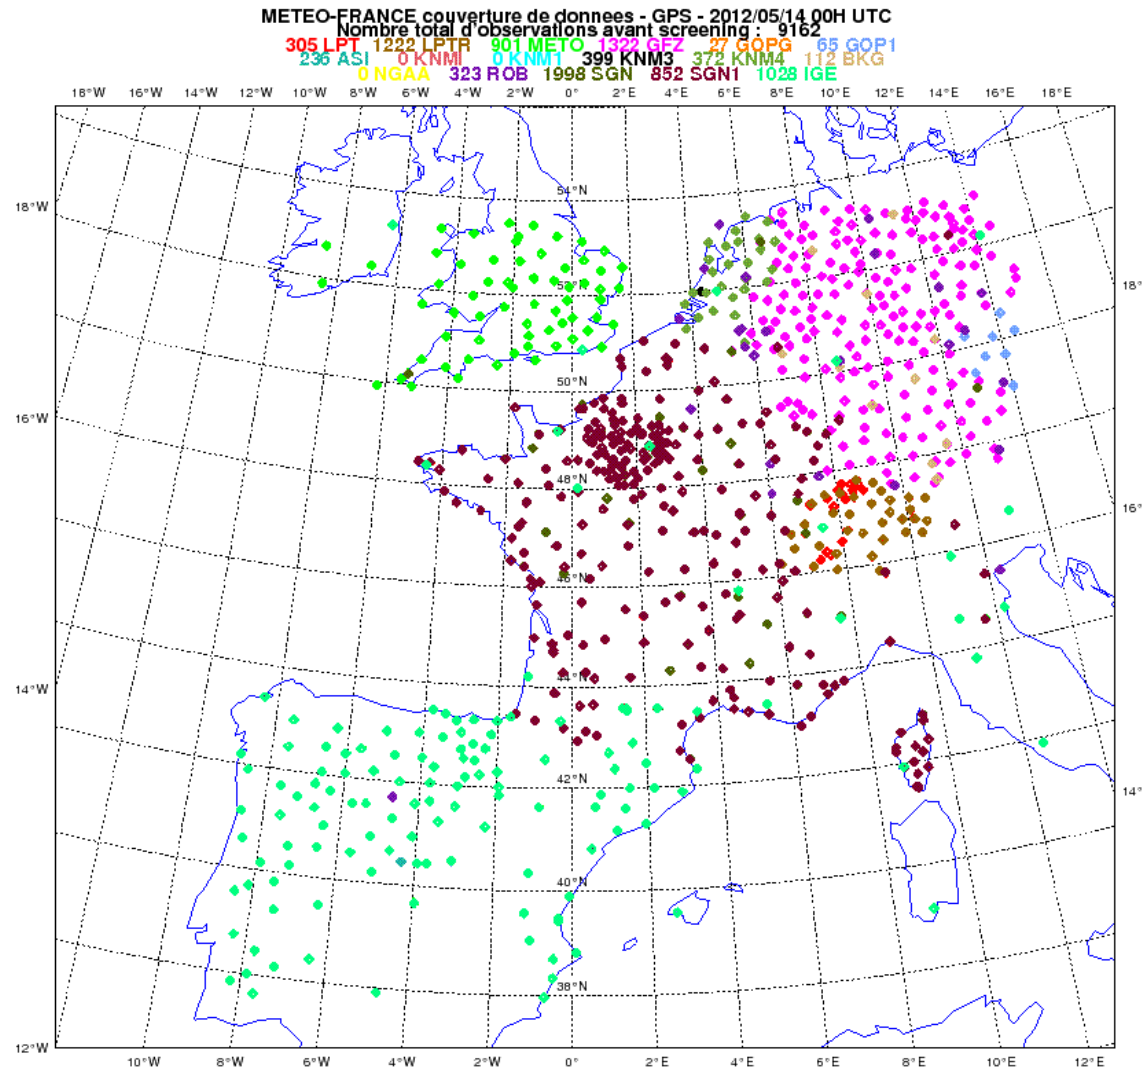 METEO-FRANCE couverture de donnees - GPS - 2012/05/14 00H UTC
Nombre total d'observations avant screening : 9162
305 LPT 1222 LPTR 901 METO 1322 GFZ 27 GOPG 65 GOP1
236 ASI 0 KNMI 0 KNM1 399 KNM3 372 KNM4 112 BKG
0 NGAA 323 ROB 1998 SGN 852 SGN1 1028 IGE
18°W 16°W 14°W 12°W 10°W 8°W 6°W 4°W 2°W 0° 2°E 4°E 6°E 8°E 10°E 12°E 14°E 16°E 18°E
54°N
18°W
18°
50°N
16°W
48°N
16°
46°N
44°N
14°W
42°N
14°
40°N
38°N
12°W
10°W 8°W 6°W 4°W 2°W 0° 2°E 4°E 6°E 8°E 10°E 12°E